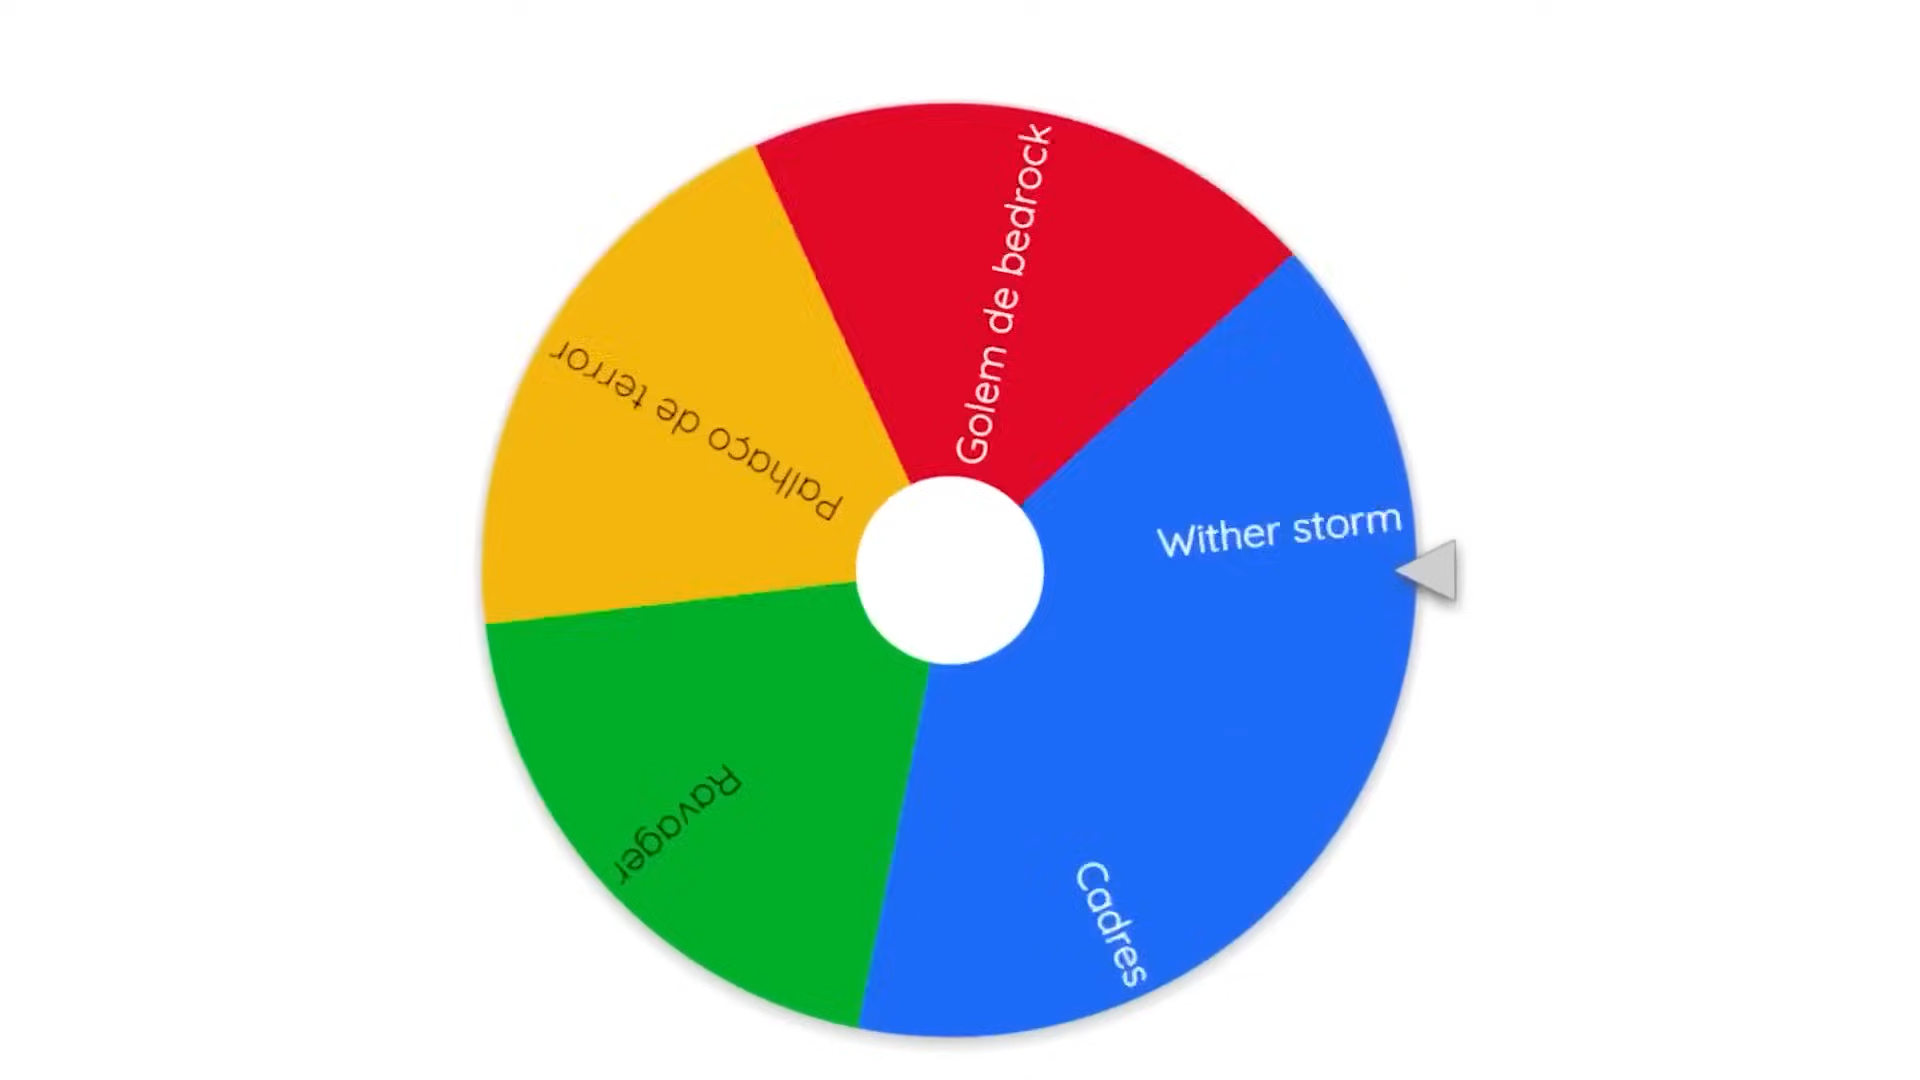 Golem de bedrock
Wither storm
Cadres
Ravager
Palhaço de terror